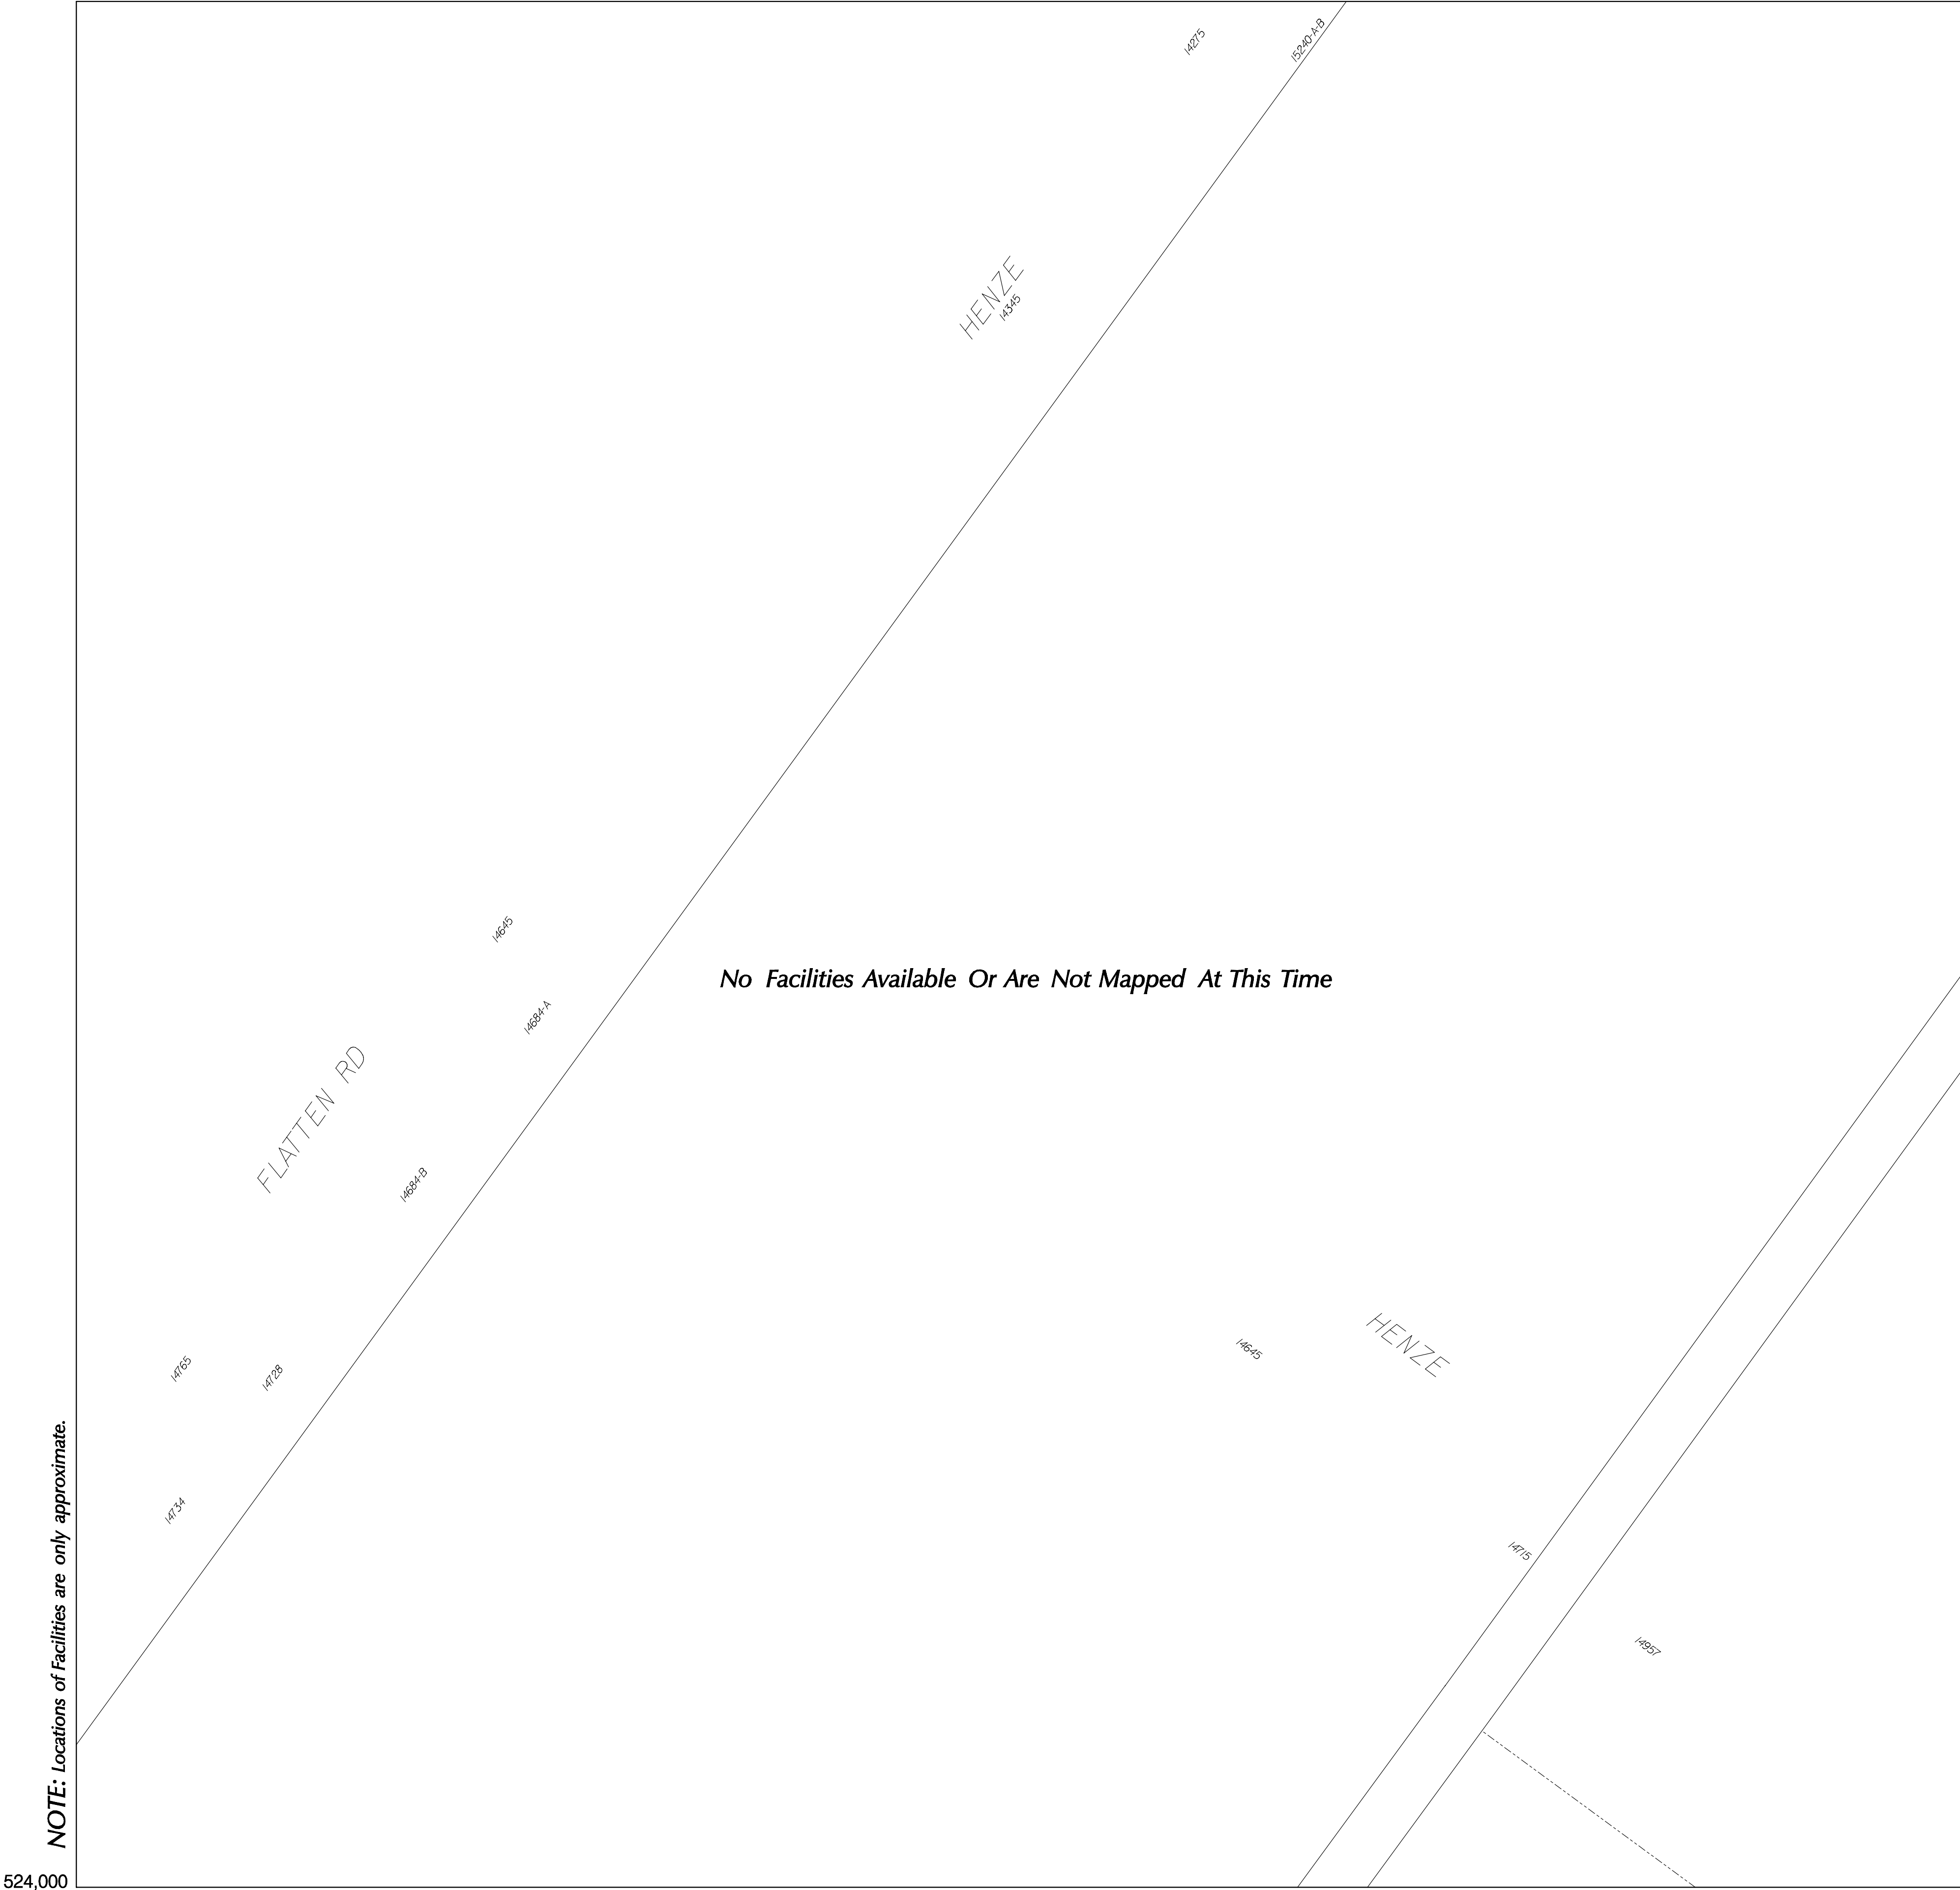 14275
15240-A-B
HENZE
14345
14645
No Facilities Available Or Are Not Mapped At This Time
14684-A
FLATTEN RD
14684-B
HENZE
14645
14765
14728
14734
14715
14957
NOTE: Locations of Facilities are only approximate.
524,000